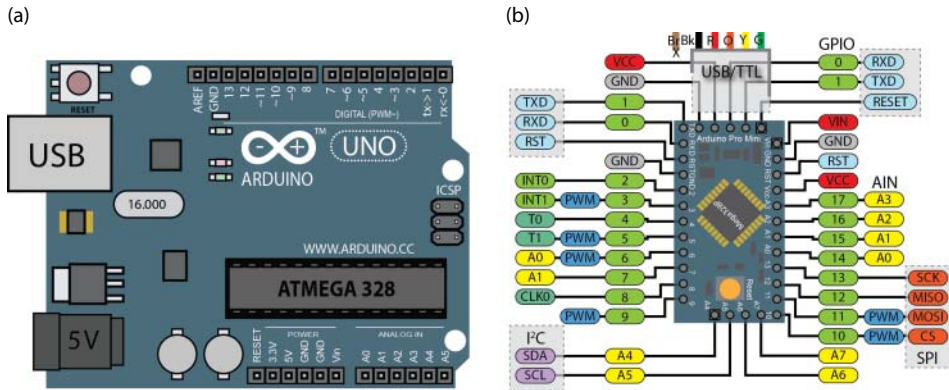 (a)
RESET
USB
16.000
5V
AREF
GND
13
12
~11
~10
~9
8
7
~6
~5
4
~3
2
tx->1
rx<-0
DIGITAL (PWM~)
TM
UNO
ARDUINO
ICSP
WWW.ARDUINO.CC
ATMEGA 328
POWER
ANALOG IN
RESET
3.3V
5V
GND
GND
Vin
A0
A1
A2
A3
A4
A5
(b)
Bk R O Y G
GPIO
VCC USB/TTL 0 RXD
GND 1 TXD
TXD 1 RESET
RXD 0 Arduino Pro Mini VIN
RST GND
GND RST
INT0 2 VCC AIN
INT1 PWM 3 17 A3
T0 4 Mega328P 16 A2
T1 PWM 5 15 A1
A0 PWM 6 14 A0
A1 7 13 SCK
CLK0 8 Reset 12 MISO
PWM 9 11 PWM MOSI
10 PWM CS
I²C SPI
SDA A4 A7
SCL A5 A6